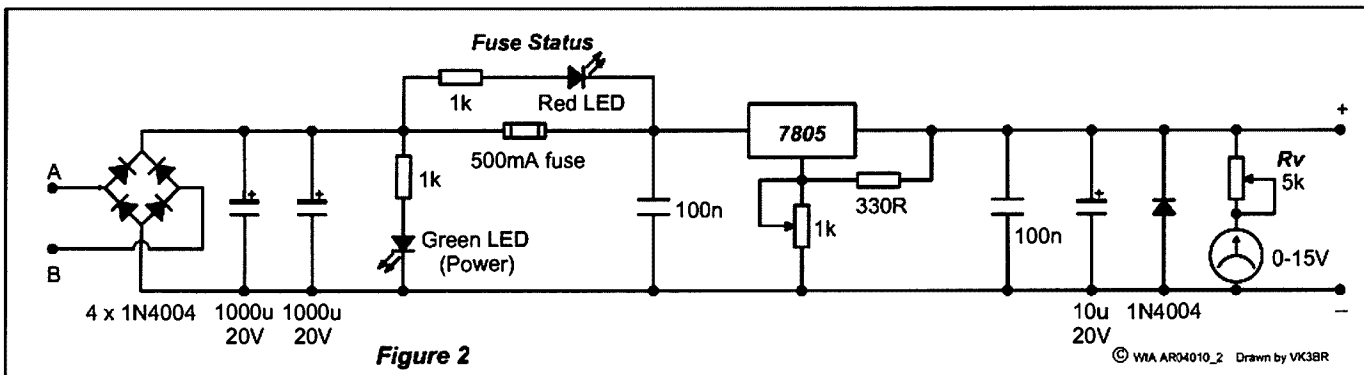 Fuse Status
1k
Red LED
500mA fuse
7805
+
A
B
1k
Green LED
(Power)
100n
330R
1k
100n
Rv
5k
0-15V
+
+
+
4 x 1N4004
1000u
20V
1000u
20V
10u
20V
1N4004
–
Figure 2
© WIA AR04010_2 Drawn by VK3BR